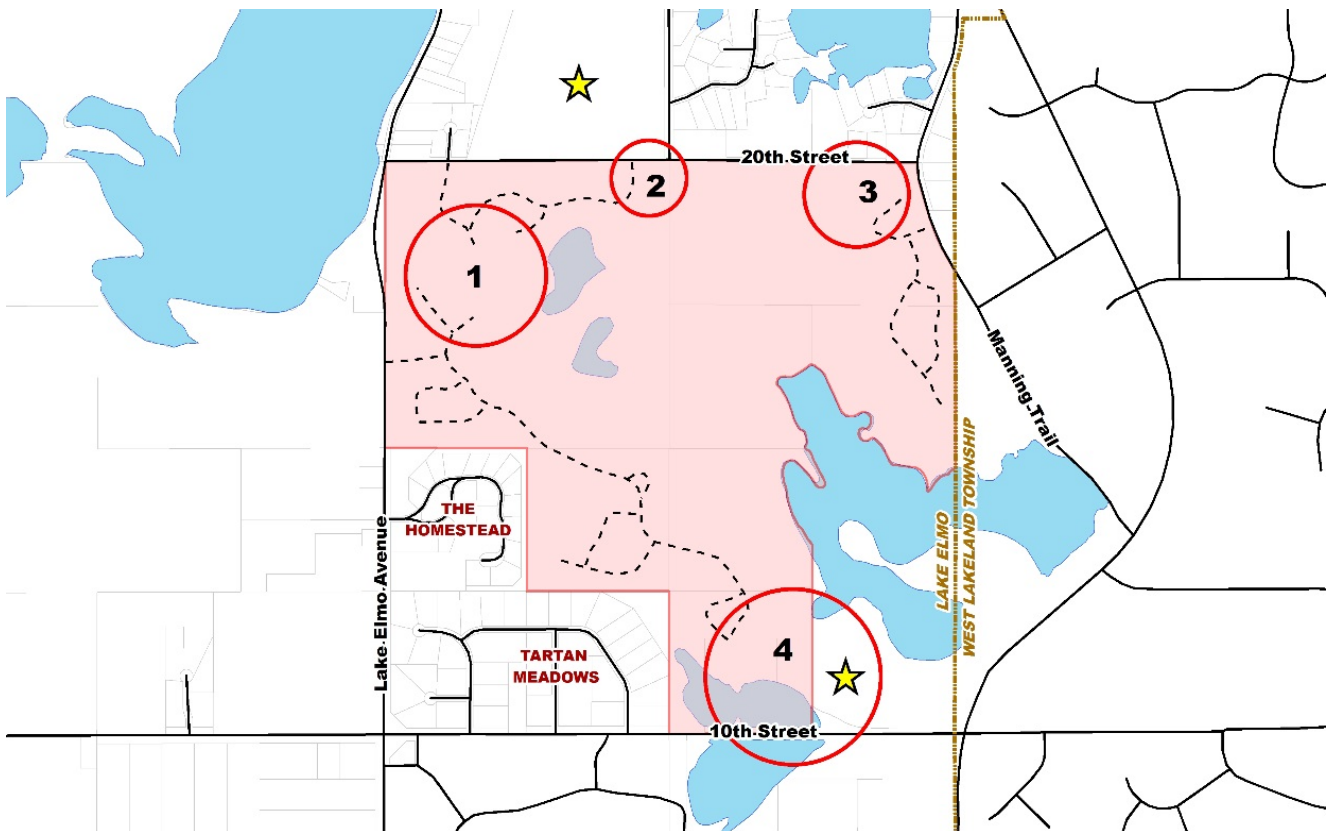 20th Street
2
3
1
Manning Trail
THE
HOMESTEAD
Lake Elmo Avenue
LAKE ELMO
WEST LAKELAND TOWNSHIP
4
TARTAN
MEADOWS
10th Street